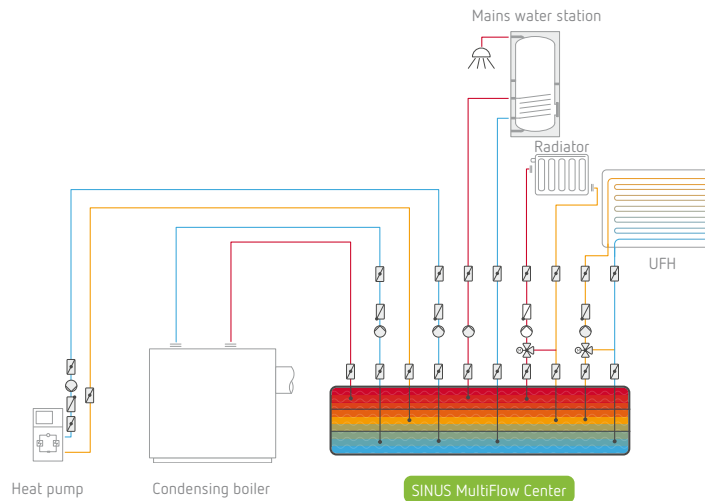 Mains water station
Radiator
UFH
Heat pump
Condensing boiler
SINUS MultiFlow Center